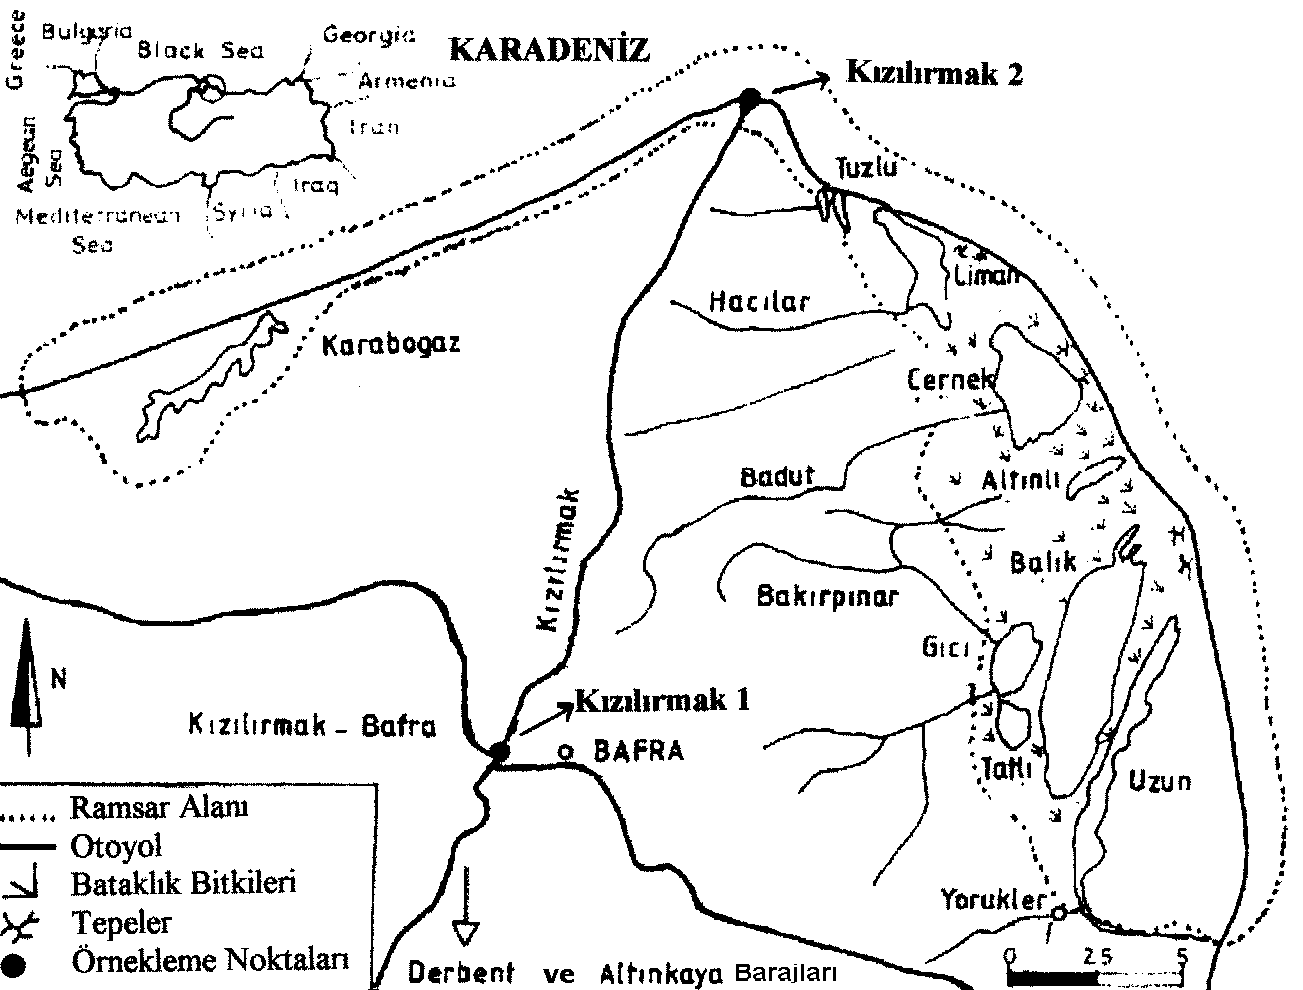 Greece
Bulgaria
Black Sea
Georgia
Armenia
Iran
Iraq
Syria
Aegean
Sea
Mediterranean
Sea
KARADENİZ
Kızılırmak 2
Tuzlu
Liman
Hacılar
Karabogaz
Cernek
Badut
Altınlı
Kızılırmak
Balık
Bakırpınar
Gıcı
N
Kızılırmak 1
Kızılırmak - Bafra
BAFRA
Tatlı
Uzun
Yorukler
Ramsar Alanı
Otoyol
Bataklık Bitkileri
Tepeler
Örnekleme Noktaları
Derbent ve Altınkaya Barajları
0 2.5 5